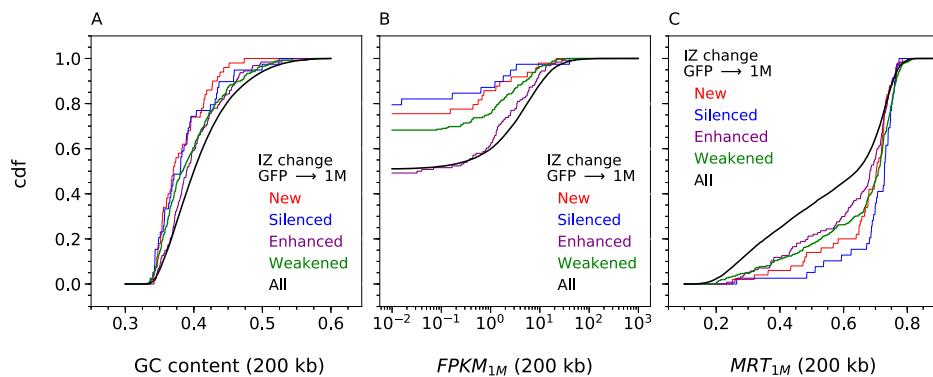 A
B
C
cdf
1.0
0.8
0.6
0.4
0.2
0.0
IZ change
GFP → 1M
New
Silenced
Enhanced
Weakened
All
0.3 0.4 0.5 0.6
GC content (200 kb)
IZ change
GFP → 1M
New
Silenced
Enhanced
Weakened
All
10⁻² 10⁻¹ 10⁰ 10¹ 10² 10³
FPKM₁M (200 kb)
IZ change
GFP → 1M
New
Silenced
Enhanced
Weakened
All
0.2 0.4 0.6 0.8
MRT₁M (200 kb)